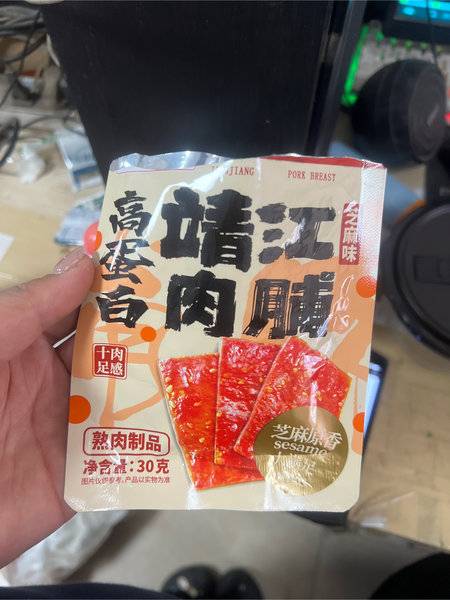 JIANG PORK BREAST
高蛋白
靖江
肉脯
芝麻味
十足
肉感
芝麻原香
sesame
熟肉制品
净含量:30克
图片仅供参考,产品以实物为准